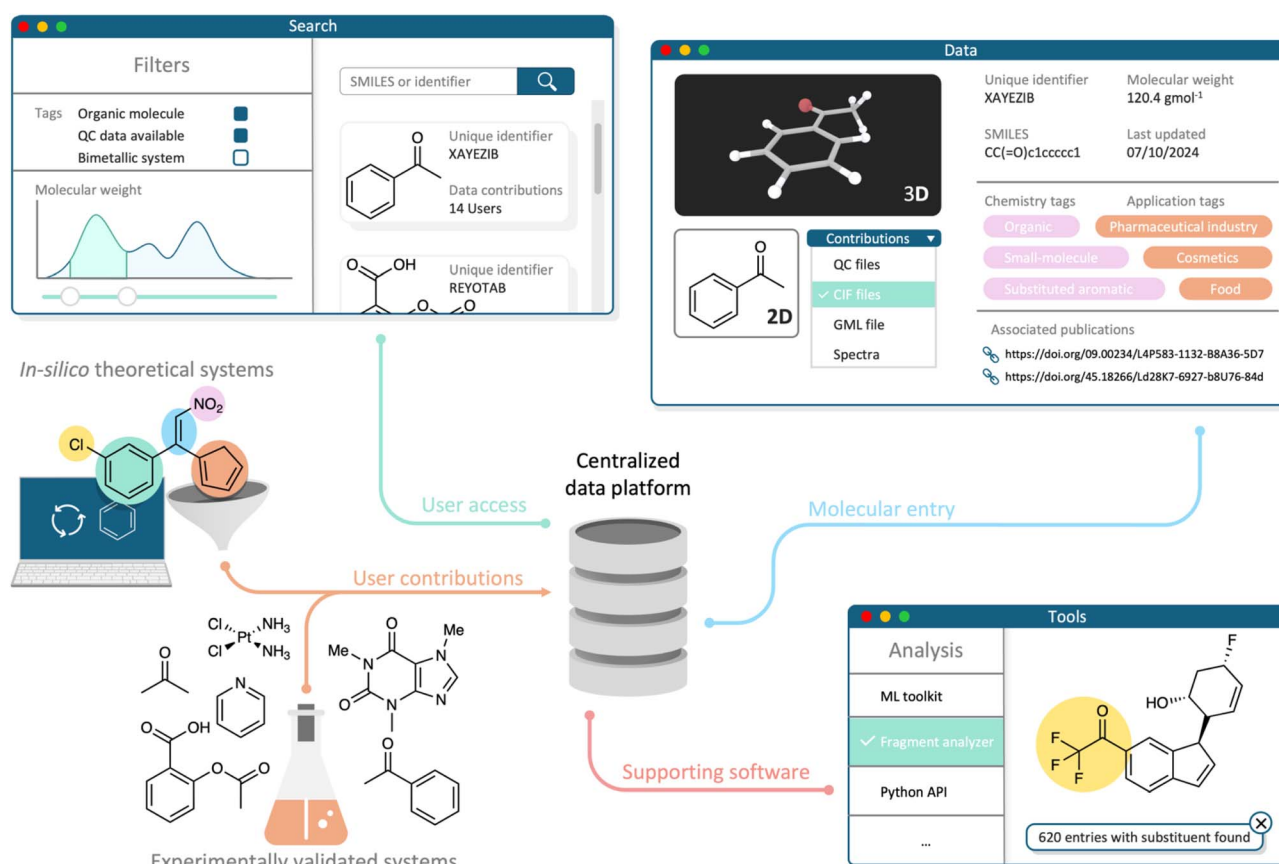 Search
Filters
Tags
Organic molecule
QC data available
Bimetallic system
Molecular weight
SMILES or identifier
O
Unique identifier
XAYEZIB
Data contributions
14 Users
O
OH
O
O
Unique identifier
REYOTAB
Data
3D
O
2D
Contributions
QC files
CIF files
GML file
Spectra
Unique identifier
XAYEZIB
Molecular weight
120.4 gmol-1
SMILES
CC(=O)c1ccccc1
Last updated
07/10/2024
Chemistry tags
Organic
Small-molecule
Substituted aromatic
Application tags
Pharmaceutical industry
Cosmetics
Food
Associated publications
https://doi.org/09.00234/L4P583-1132-B8A36-5D7
https://doi.org/45.18266/Ld28K7-6927-b8U76-84d
In-silico theoretical systems
NO2
Cl
User access
Centralized
data platform
Molecular entry
User contributions
Cl
Cl
Pt
NH3
NH3
O
N
O
OH
O
O
O
Me
N
O
N
N
N
Me
O
Experimentally validated systems
Supporting software
Tools
Analysis
ML toolkit
Fragment analyzer
Python API
...
F
HO
O
F
F
F
620 entries with substituent found